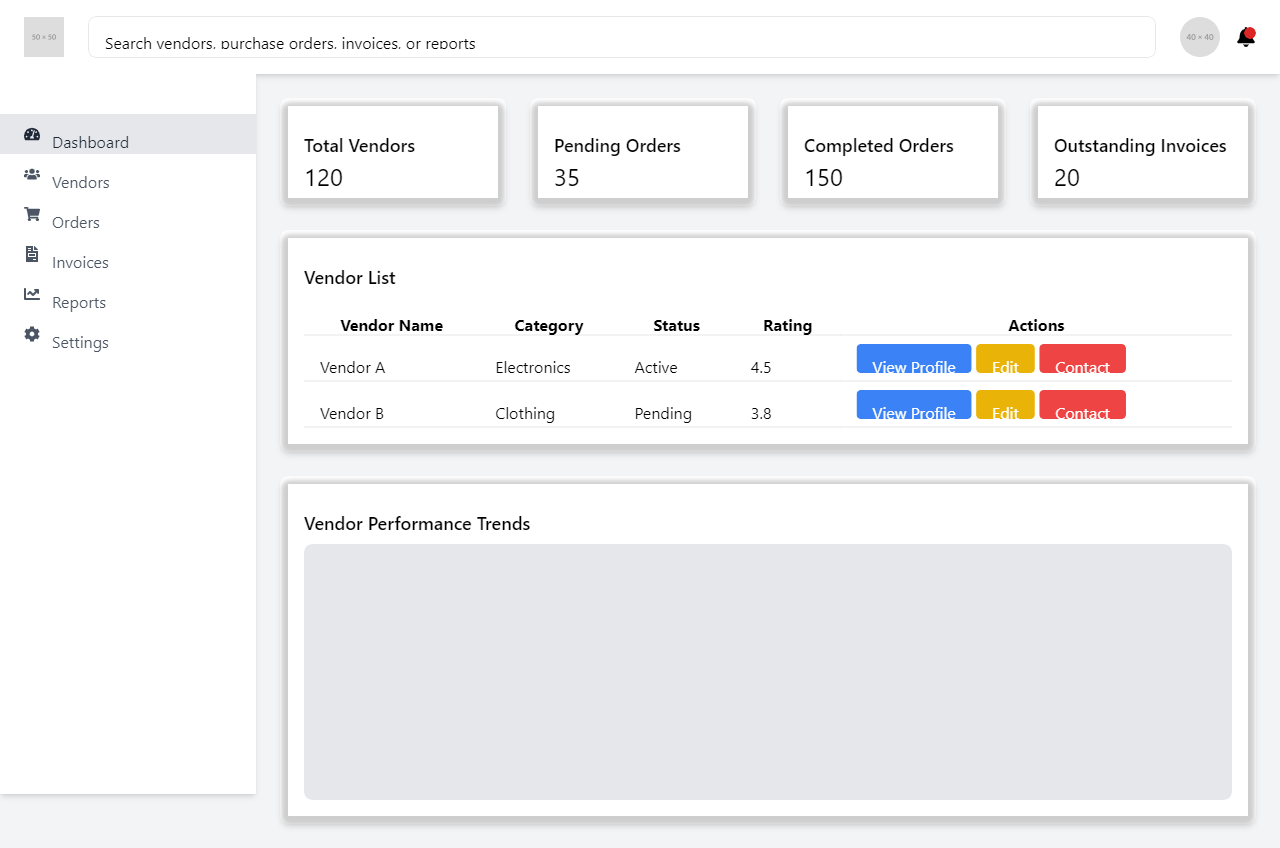 50 × 50
Search vendors, purchase orders, invoices, or reports
40 × 40
Dashboard
Vendors
Orders
Invoices
Reports
Settings
Total Vendors
120
Pending Orders
35
Completed Orders
150
Outstanding Invoices
20
Vendor List
Vendor Name Category Status Rating Actions
Vendor A Electronics Active 4.5 View Profile Edit Contact
Vendor B Clothing Pending 3.8 View Profile Edit Contact
Vendor Performance Trends